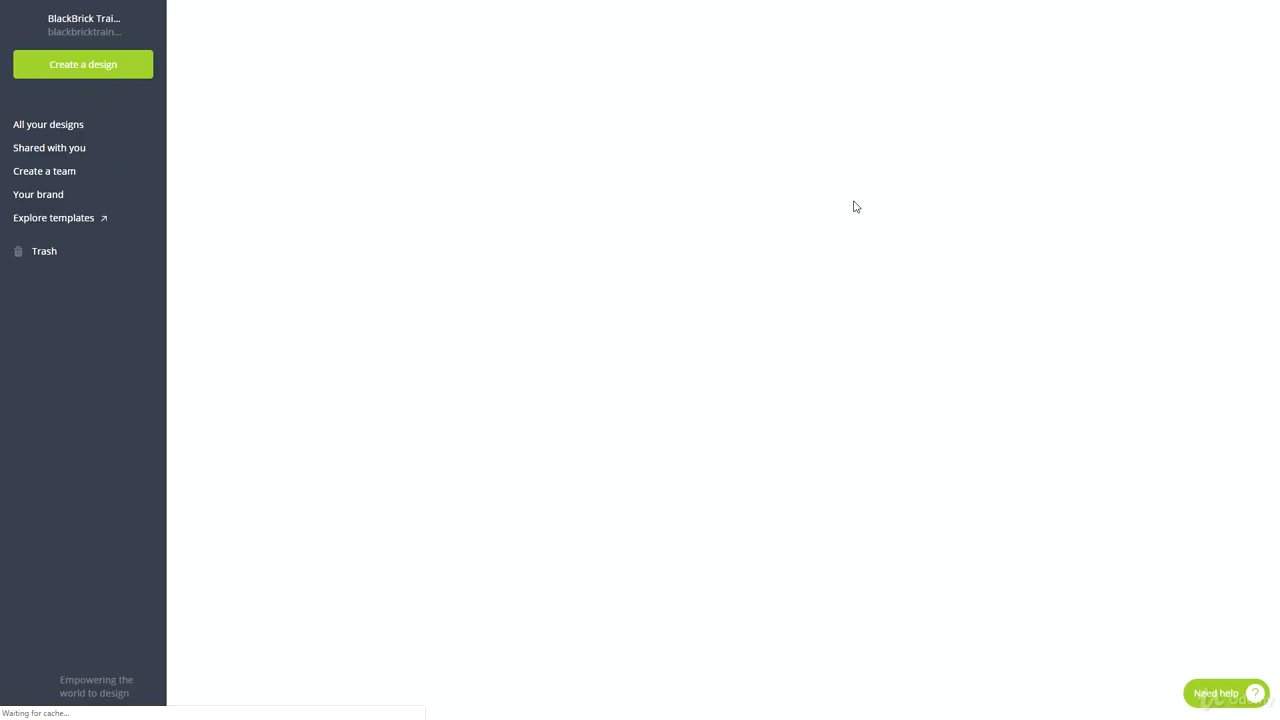 BlackBrick Trai...
blackbricktrain...
Create a design
All your designs
Shared with you
Create a team
Your brand
Explore templates
Trash
Empowering the
world to design
Waiting for cache...
Need help ?
udemy